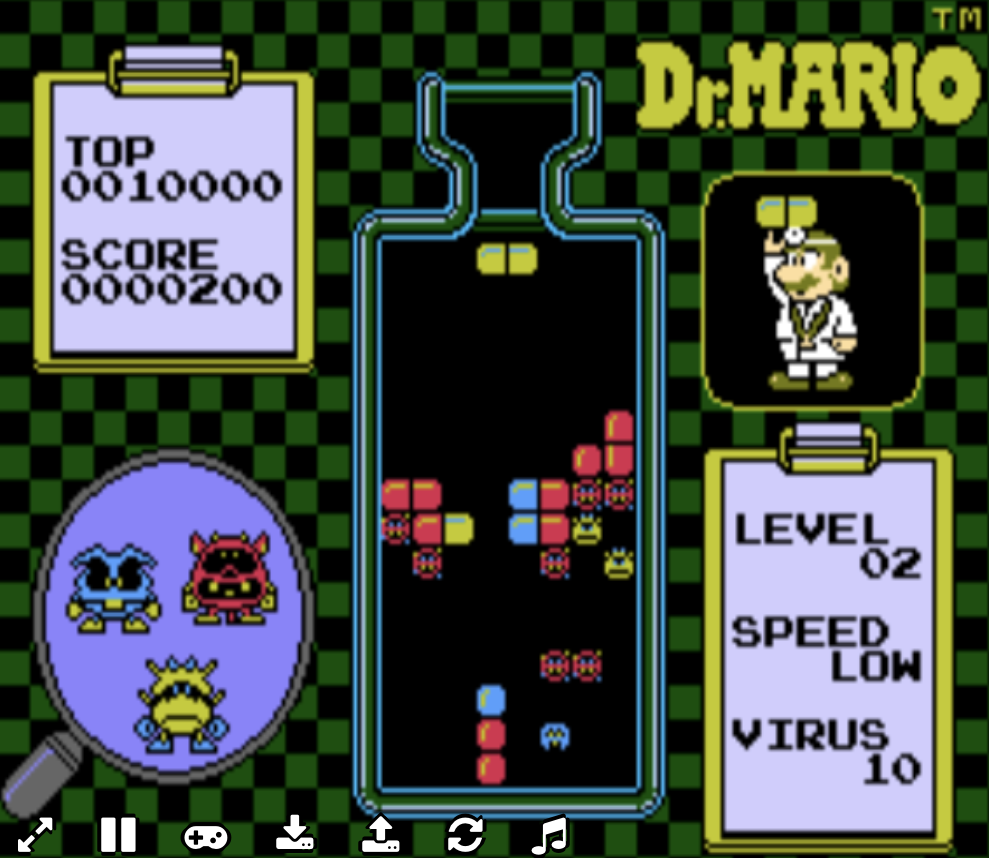 TM
Dr. MARIO
TOP
0010000
SCORE
0000200
LEVEL
02
SPEED
LOW
VIRUS
10